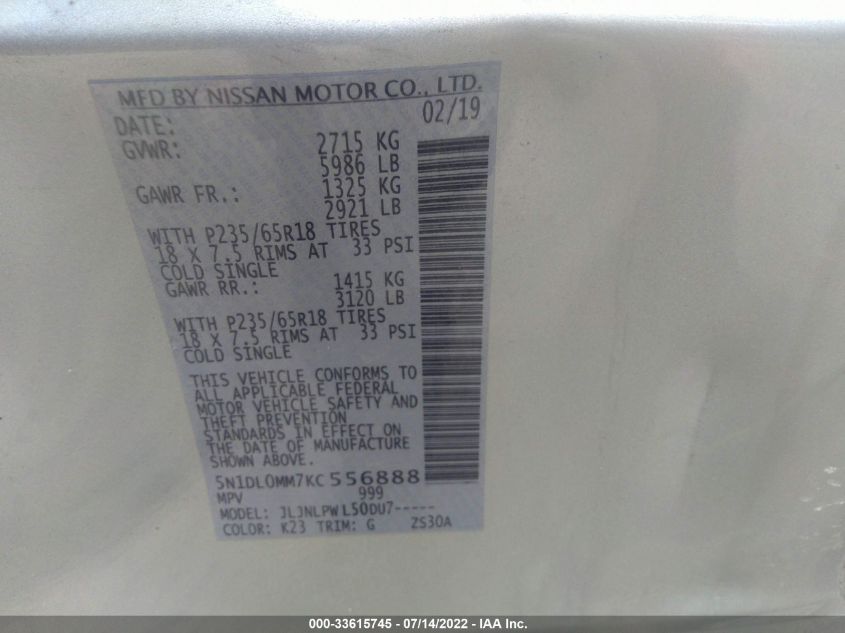 MFD BY NISSAN MOTOR CO., LTD.
DATE: 02/19
GVWR: 2715 KG
5986 LB
GAWR FR.: 1325 KG
2921 LB
WITH P235/65R18 TIRES
18 X 7.5 RIMS AT 33 PSI
COLD SINGLE
GAWR RR.: 1415 KG
3120 LB
WITH P235/65R18 TIRES
18 X 7.5 RIMS AT 33 PSI
COLD SINGLE
THIS VEHICLE CONFORMS TO
ALL APPLICABLE FEDERAL
MOTOR VEHICLE SAFETY AND
THEFT PREVENTION
STANDARDS IN EFFECT ON
THE DATE OF MANUFACTURE
SHOWN ABOVE.
5N1DL0MM7KC556888
MPV 999
MODEL: JLJNLPWL50DU7-----
COLOR: K23 TRIM: G ZS30A
000-33615745 - 07/14/2022 - IAA Inc.